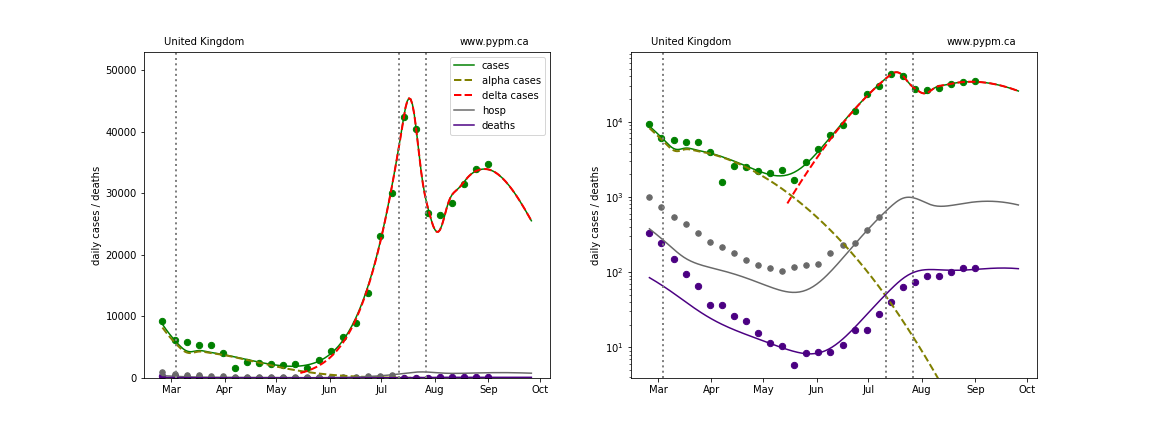 United Kingdom www.pypm.ca
cases
alpha cases
delta cases
hosp
deaths
50000
40000
30000
20000
10000
0
daily cases / deaths
Mar Apr May Jun Jul Aug Sep Oct
United Kingdom www.pypm.ca
10⁴
10³
10²
10¹
daily cases / deaths
Mar Apr May Jun Jul Aug Sep Oct